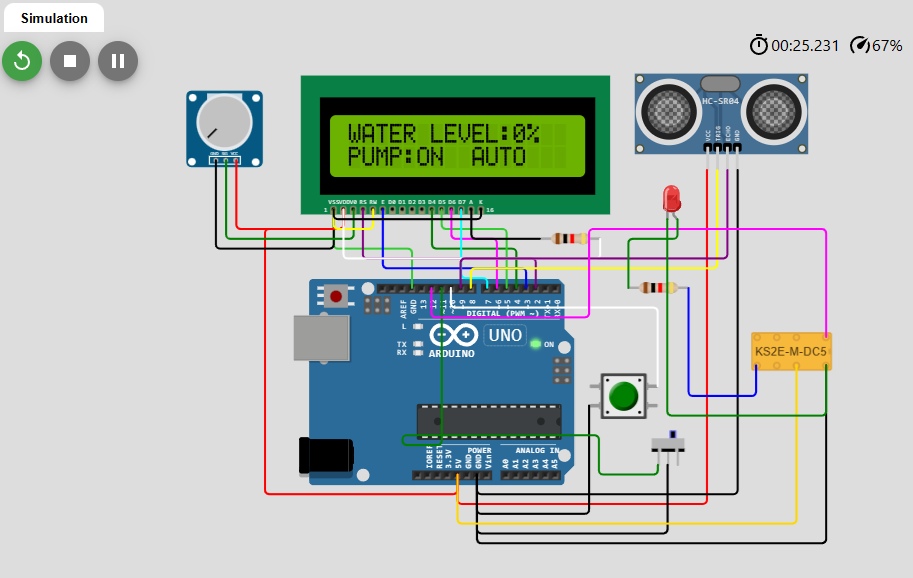 Simulation
00:25.231
67%
WATER LEVEL:0%
PUMP:ON AUTO
HC-SR04
VCC
TRIG
ECHO
GND
GND SIG VCC
VSS VDD V0 RS RW E D0 D1 D2 D3 D4 D5 D6 D7 A K
1
16
AREF
GND
13
12
~11
~10
~9
8
7
~6
~5
4
~3
2
TX→1
RX←0
DIGITAL (PWM ~)
L
TX
RX
ARDUINO
UNO
ON
KS2E-M-DC5
POWER
ANALOG IN
IOREF
RESET
3.3V
5V
GND
GND
Vin
A0
A1
A2
A3
A4
A5